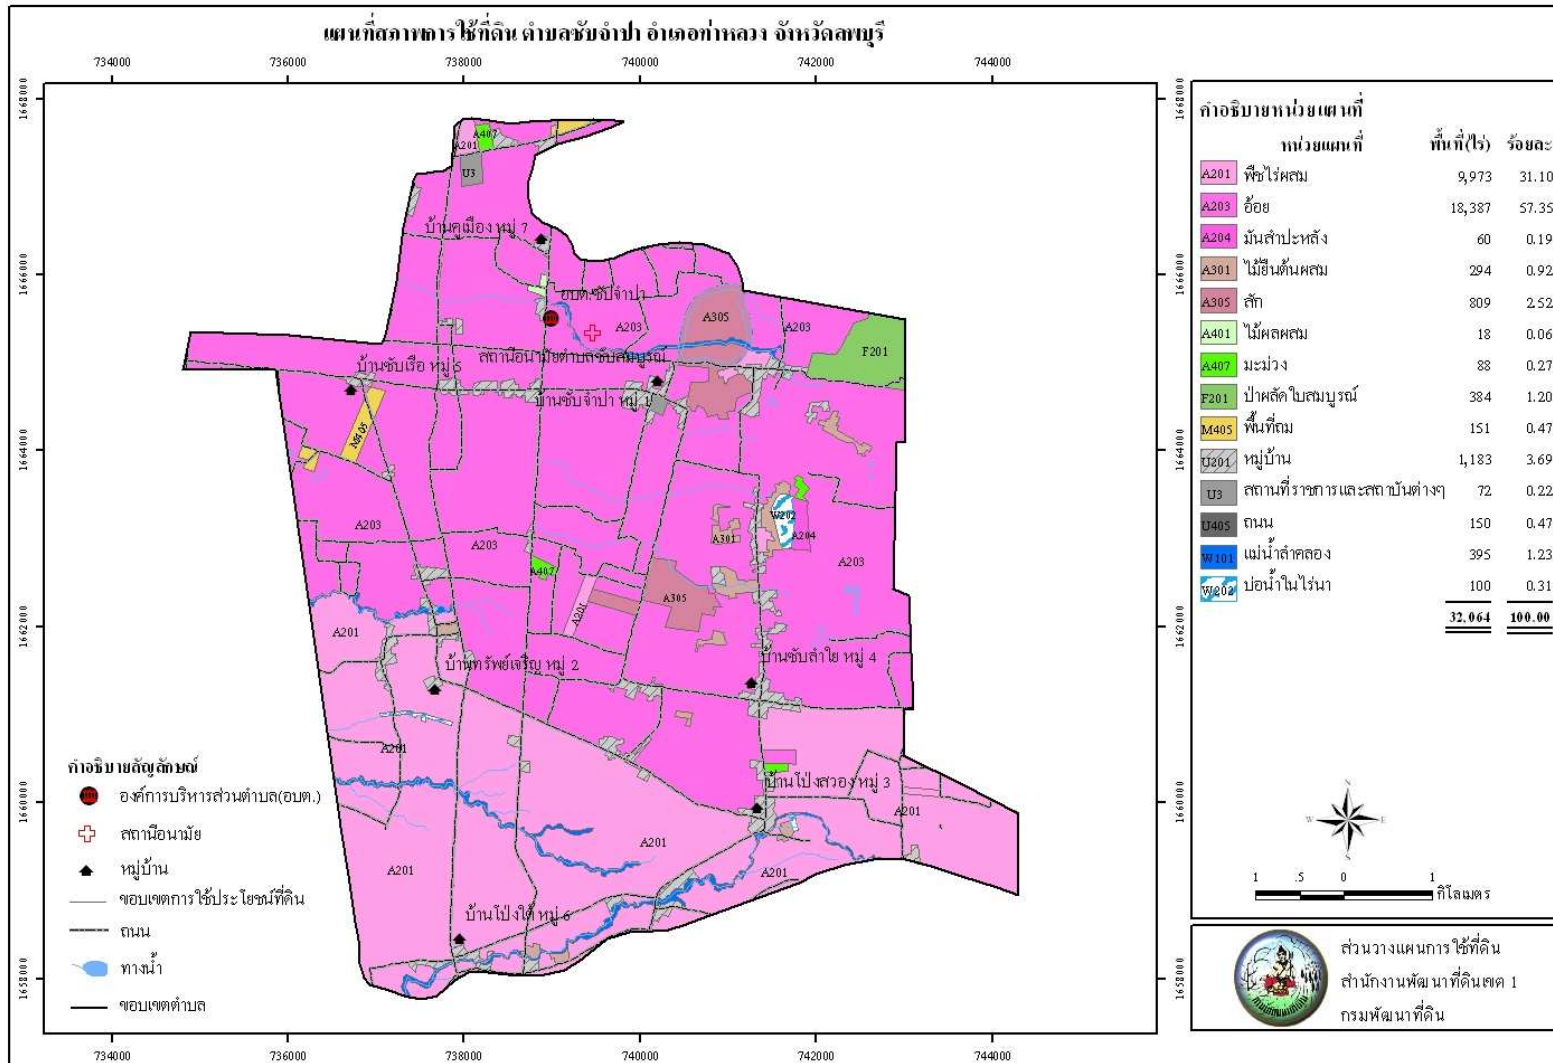 แผนที่สภาพการใช้ที่ดิน ตำบลซับจำปา อำเภอท่าหลวง จังหวัดลพบุรี
734000 736000 738000 740000 742000 744000
1668000 1668000
1666000 1666000
1664000 1664000
1662000 1662000
1660000 1660000
1658000 1658000
A407
A201
U3
บ้านคูเมือง หมู่ 7
อบต.ซับจำปา
A203
A305
A203
F201
สถานีอนามัยตำบลซับสมบูรณ์
บ้านซับเรือ หมู่ 5
บ้านซับจำปา หมู่ 1
M405
W202
A203
A203
A301
A204
A203
A407
A201
A305
A201
บ้านทรัพย์เจริญ หมู่ 2
บ้านซับลำใย หมู่ 4
A201
บ้านโป่งสวอง หมู่ 3
A201
A201
A201
A201
บ้านโป่งใต้ หมู่ 6
คำอธิบายสัญลักษณ์
องค์การบริหารส่วนตำบล(อบต.)
สถานีอนามัย
หมู่บ้าน
ขอบเขตการใช้ประโยชน์ที่ดิน
ถนน
ทางน้ำ
ขอบเขตตำบล
734000 736000 738000 740000 742000 744000
คำอธิบายหน่วยแผนที่
หน่วยแผนที่ พื้นที่(ไร่) ร้อยละ
A201 พืชไร่ผสม 9,973 31.10
A203 อ้อย 18,387 57.35
A204 มันสำปะหลัง 60 0.19
A301 ไม้ยืนต้นผสม 294 0.92
A305 สัก 809 2.52
A401 ไม้ผลผสม 18 0.06
A407 มะม่วง 88 0.27
F201 ป่าผลัดใบสมบูรณ์ 384 1.20
M405 พื้นที่ถม 151 0.47
U201 หมู่บ้าน 1,183 3.69
U3 สถานที่ราชการและสถาบันต่างๆ 72 0.22
U405 ถนน 150 0.47
W101 แม่น้ำลำคลอง 395 1.23
W202 บ่อน้ำในไร่นา 100 0.31
32,064 100.00
N
W E
S
1 .5 0 1
กิโลเมตร
ส่วนวางแผนการใช้ที่ดิน
สำนักงานพัฒนาที่ดินเขต 1
กรมพัฒนาที่ดิน